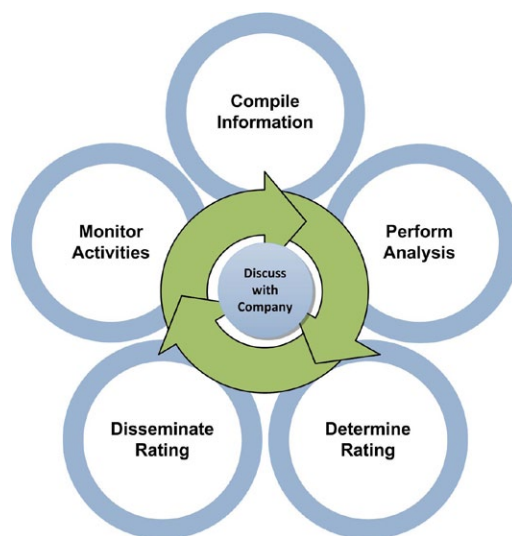 Compile
Information
Perform
Analysis
Determine
Rating
Disseminate
Rating
Monitor
Activities
Discuss
with
Company